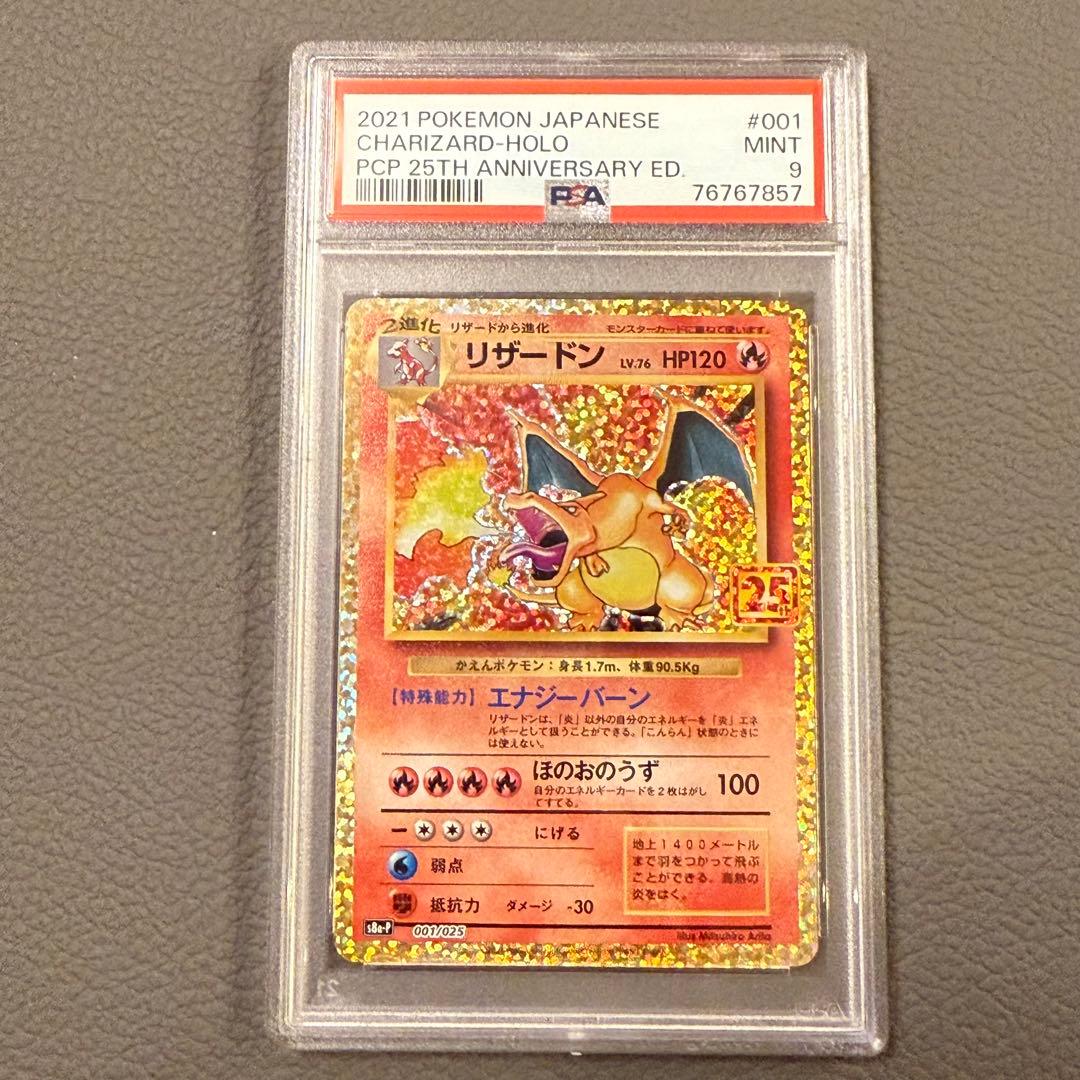 2021 POKEMON JAPANESE #001
CHARIZARD-HOLO MINT
PCP 25TH ANNIVERSARY ED. 9
PSA 76767857
2進化 リザードから進化 モンスターカードに重ねて使います。
リザードン LV.76 HP120
25th
かえんポケモン：身長1.7m、体重90.5Kg
【特殊能力】エナジーバーン
リザードンは、「炎」以外の自分のエネルギーを「炎」エネ
ルギーとして扱うことができる。「こんらん」状態のときに
は使えない。
ほのおのうず 100
自分のエネルギーカードを2枚はがし
てすてる。
ー にげる
弱点
抵抗力 ダメージ -30
地上1400メートル
まで羽をつかって飛ぶ
ことができる。高熱の
炎をはく。
s8a-P 001/025
Illus. Mitsuhiro Arita